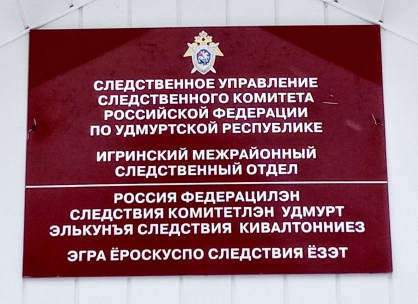 СЛЕДСТВЕННОЕ УПРАВЛЕНИЕ
СЛЕДСТВЕННОГО КОМИТЕТА
РОССИЙСКОЙ ФЕДЕРАЦИИ
ПО УДМУРТСКОЙ РЕСПУБЛИКЕ
ИГРИНСКИЙ МЕЖРАЙОННЫЙ
СЛЕДСТВЕННЫЙ ОТДЕЛ
РОССИЯ ФЕДЕРАЦИЛЭН
СЛЕДСТВИЯ КОМИТЕТЛЭН УДМУРТ
ЭЛЬКУНЪЯ СЛЕДСТВИЯ КИВАЛТОННИЕЗ
ЭГРА ЁРОСКУСПО СЛЕДСТВИЯ ЁЗЭТ